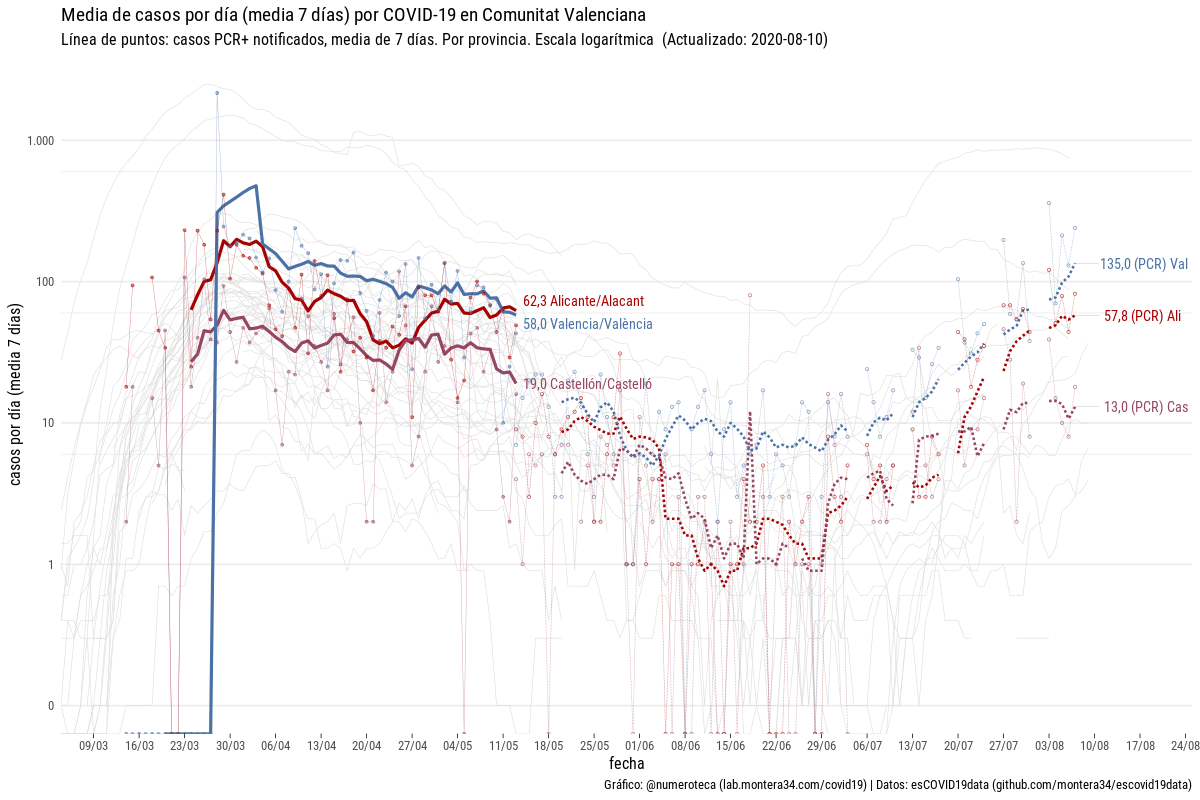 Media de casos por día (media 7 días) por COVID-19 en Comunitat Valenciana
Línea de puntos: casos PCR+ notificados, media de 7 días. Por provincia. Escala logarítmica (Actualizado: 2020-08-10)
casos por día (media 7 días)
1.000
100
10
1
0
62,3 Alicante/Alacant
58,0 Valencia/València
19,0 Castellón/Castelló
135,0 (PCR) Val
57,8 (PCR) Ali
13,0 (PCR) Cas
09/03 16/03 23/03 30/03 06/04 13/04 20/04 27/04 04/05 11/05 18/05 25/05 01/06 08/06 15/06 22/06 29/06 06/07 13/07 20/07 27/07 03/08 10/08 17/08 24/08
fecha
Gráfico: @numeroteca (lab.montera34.com/covid19) | Datos: esCOVID19data (github.com/montera34/escovid19data)